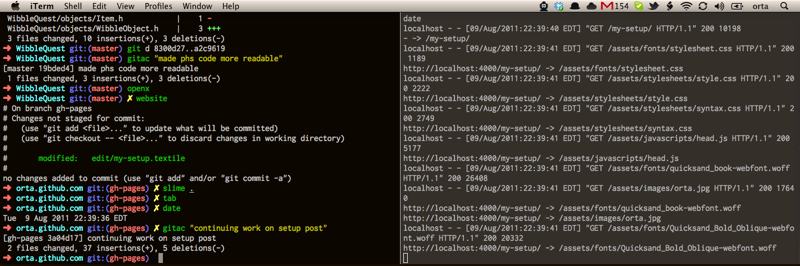 iTerm Shell Edit View Profiles Window Help
154
orta
WibbleQuest/objects/Item.h | 1 -
WibbleQuest/objects/WibbleObject.h | 3 +++
3 files changed, 10 insertions(+), 3 deletions(-)
➜ WibbleQuest git:(master) git d 8300d27..a2c9619
➜ WibbleQuest git:(master) gitac "made phs code more readable"
[master 19bded4] made phs code more readable
1 files changed, 3 insertions(+), 3 deletions(-)
➜ WibbleQuest git:(master) openx
➜ WibbleQuest git:(master) ✗ website
# On branch gh-pages
# Changes not staged for commit:
#   (use "git add <file>..." to update what will be committed)
#   (use "git checkout -- <file>..." to discard changes in working directory)
#
#       modified:   edit/my-setup.textile
#
no changes added to commit (use "git add" and/or "git commit -a")
➜ orta.github.com git:(gh-pages) ✗ slime .
➜ orta.github.com git:(gh-pages) ✗ tab
➜ orta.github.com git:(gh-pages) ✗ date
Tue  9 Aug 2011 22:39:36 EDT
➜ orta.github.com git:(gh-pages) ✗ gitac "continuing work on setup post"
[gh-pages 3a04d17] continuing work on setup post
2 files changed, 37 insertions(+), 5 deletions(-)
➜ orta.github.com git:(gh-pages)
date
localhost - - [09/Aug/2011:22:39:40 EDT] "GET /my-setup/ HTTP/1.1" 200 10198
- -> /my-setup/
localhost - - [09/Aug/2011:22:39:41 EDT] "GET /assets/fonts/stylesheet.css HTTP/1.1" 200
1189
http://localhost:4000/my-setup/ -> /assets/fonts/stylesheet.css
localhost - - [09/Aug/2011:22:39:41 EDT] "GET /assets/stylesheets/style.css HTTP/1.1" 20
0 2222
http://localhost:4000/my-setup/ -> /assets/stylesheets/style.css
localhost - - [09/Aug/2011:22:39:41 EDT] "GET /assets/stylesheets/syntax.css HTTP/1.1" 2
00 2749
http://localhost:4000/my-setup/ -> /assets/stylesheets/syntax.css
localhost - - [09/Aug/2011:22:39:41 EDT] "GET /assets/javascripts/head.js HTTP/1.1" 200
5177
http://localhost:4000/my-setup/ -> /assets/javascripts/head.js
localhost - - [09/Aug/2011:22:39:41 EDT] "GET /assets/fonts/quicksand_book-webfont.woff
HTTP/1.1" 200 26408
localhost - - [09/Aug/2011:22:39:41 EDT] "GET /assets/images/orta.jpg HTTP/1.1" 200 1764
0
http://localhost:4000/my-setup/ -> /assets/fonts/quicksand_book-webfont.woff
http://localhost:4000/my-setup/ -> /assets/images/orta.jpg
localhost - - [09/Aug/2011:22:39:41 EDT] "GET /assets/fonts/Quicksand_Bold_Oblique-webfo
nt.woff HTTP/1.1" 200 20332
http://localhost:4000/my-setup/ -> /assets/fonts/Quicksand_Bold_Oblique-webfont.woff